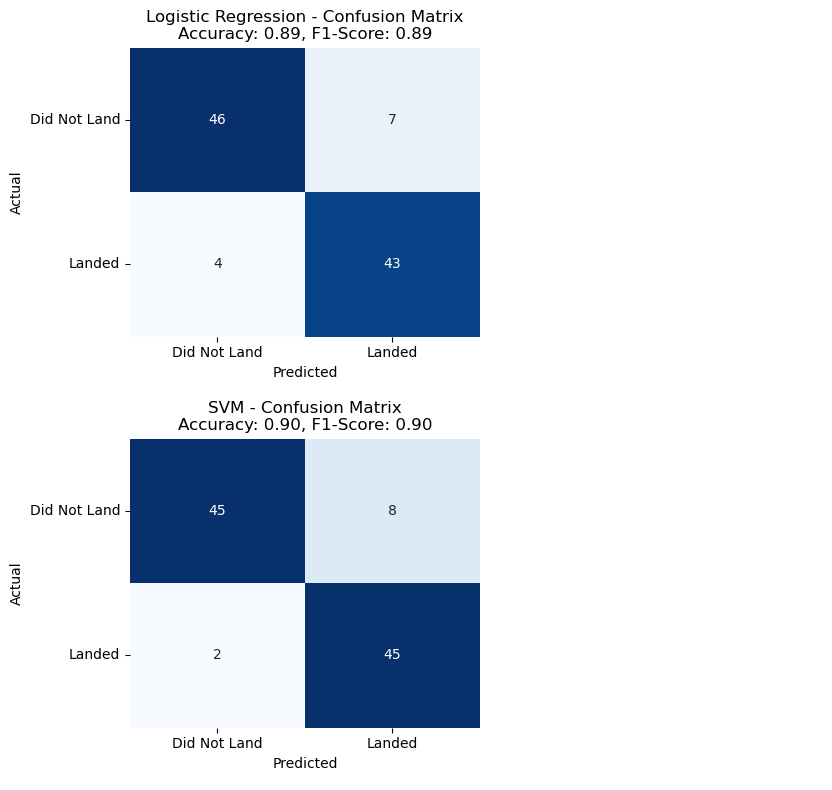 Logistic Regression - Confusion Matrix
Accuracy: 0.89, F1-Score: 0.89
Did Not Land
46
7
Actual
Landed
4
43
Did Not Land
Landed
Predicted
SVM - Confusion Matrix
Accuracy: 0.90, F1-Score: 0.90
Did Not Land
45
8
Actual
Landed
2
45
Did Not Land
Landed
Predicted